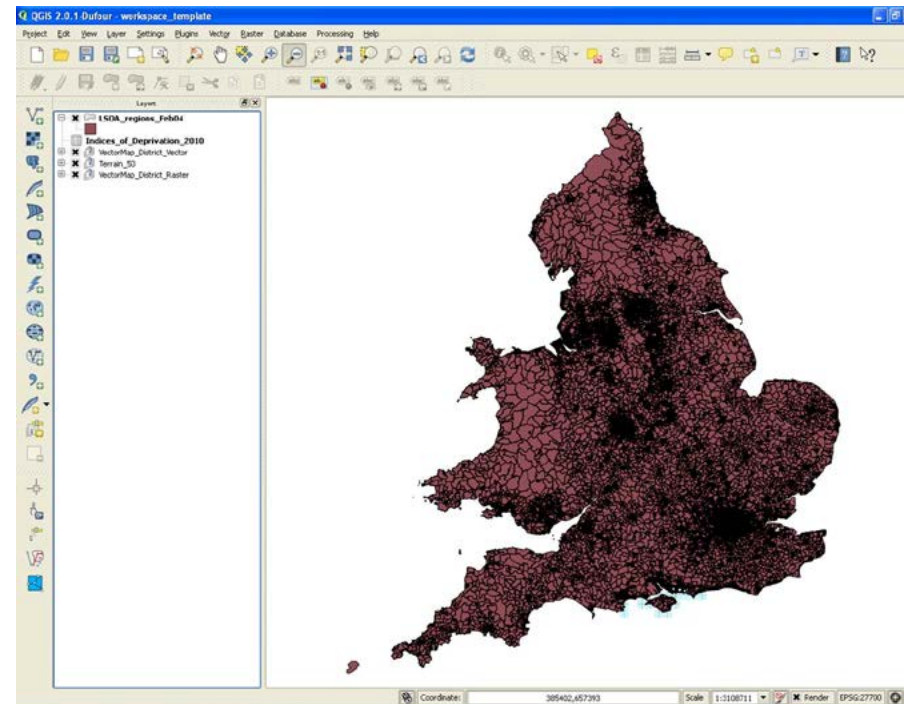 QGIS 2.0.1-Dufour - workspace_template
Project Edit View Layer Settings Plugins Vector Raster Database Processing Help
Layers
LSOA_regions_Feb04
Indices_of_Deprivation_2010
VectorMap_District_Vector
Terrain_50
VectorMap_District_Raster
Coordinate: 385402,657393 Scale 1:3108711 Render EPSG:27700